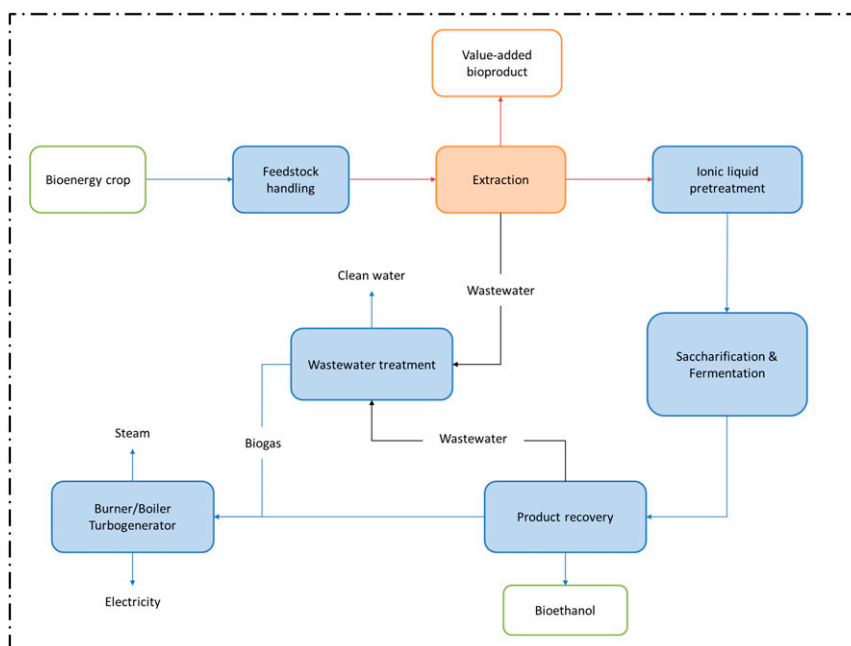 Value-added
bioproduct
Bioenergy crop
Feedstock
handling
Extraction
Ionic liquid
pretreatment
Clean water
Wastewater
Wastewater treatment
Saccharification &
Fermentation
Steam
Biogas
Wastewater
Burner/Boiler
Turbogenerator
Product recovery
Electricity
Bioethanol